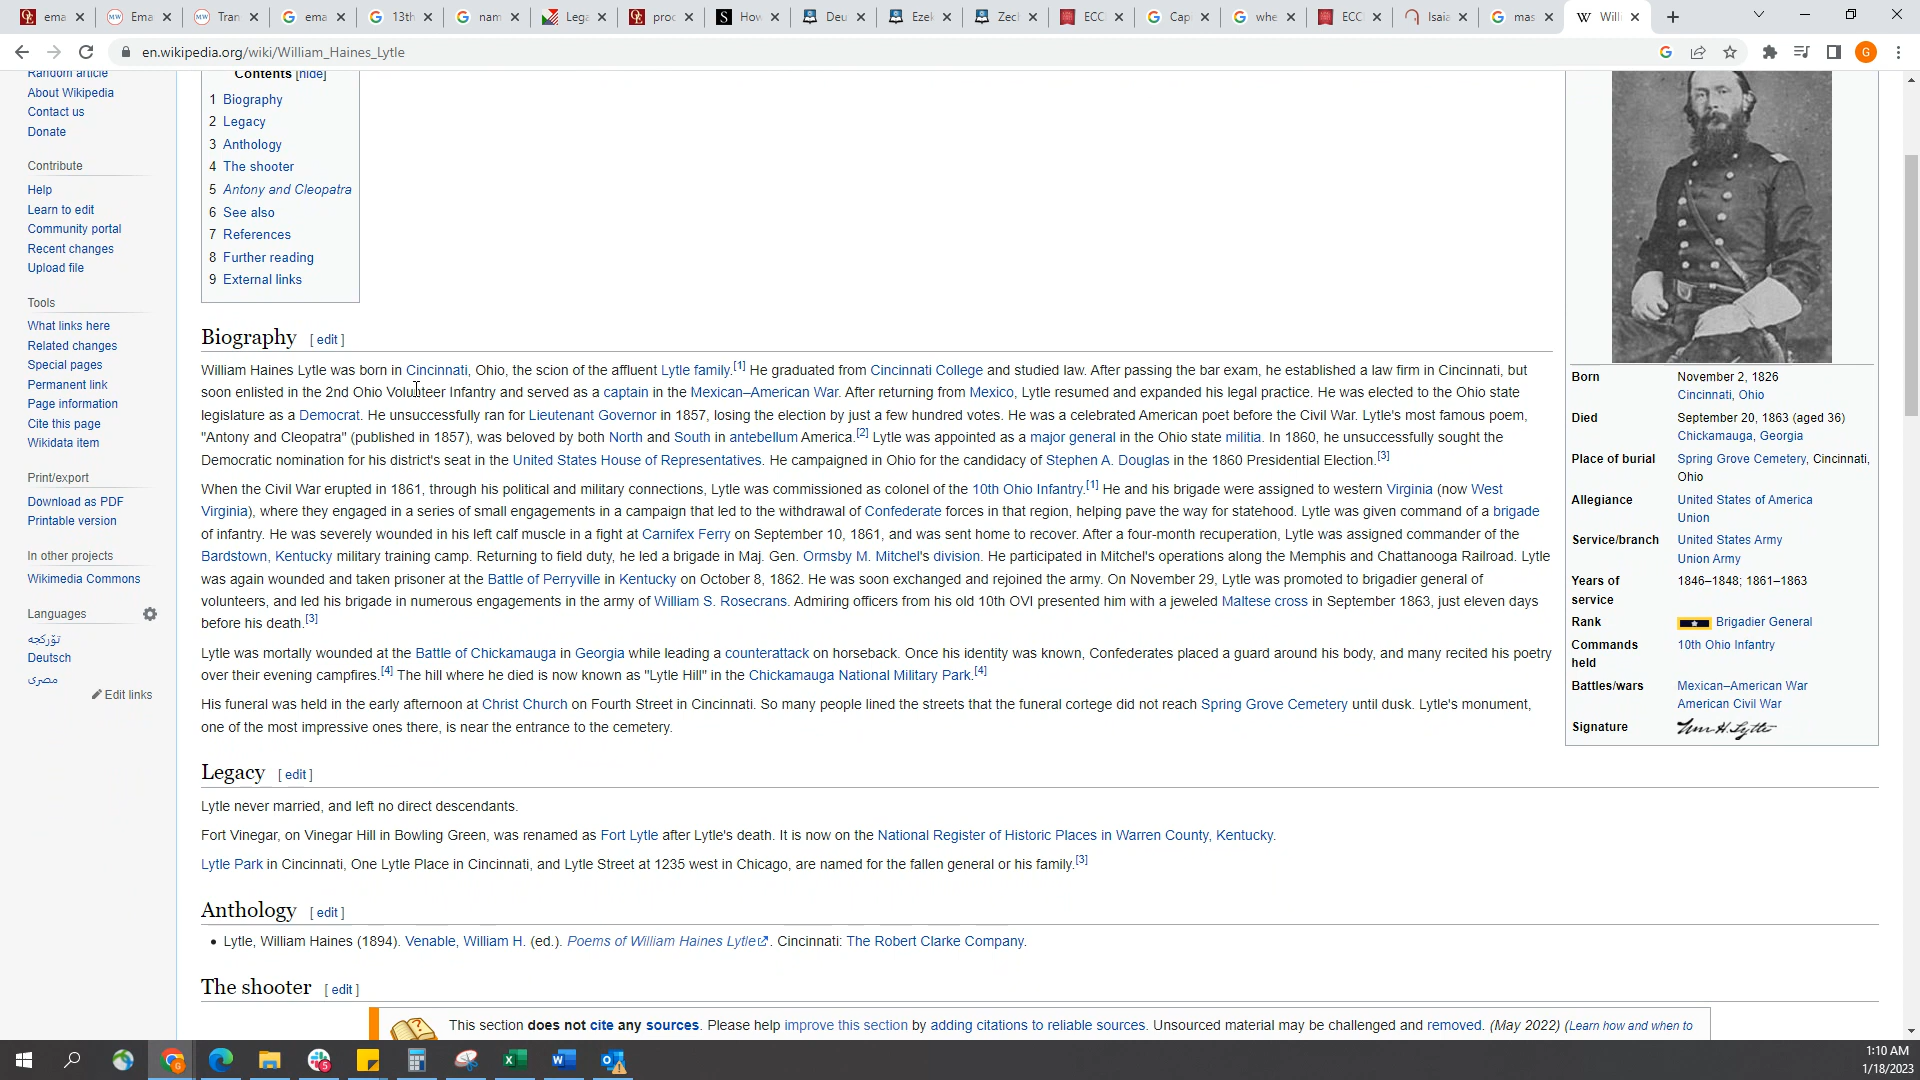 ema
Ema
Tran
ema
13th
nam
Lega
proc
How
Deu
Ezek
Zech
ECC
Cap
whe
ECC
Isaia
mas
Will
en.wikipedia.org/wiki/William_Haines_Lytle
G
Random article
About Wikipedia
Contact us
Donate
Contribute
Help
Learn to edit
Community portal
Recent changes
Upload file
Tools
What links here
Related changes
Special pages
Permanent link
Page information
Cite this page
Wikidata item
Print/export
Download as PDF
Printable version
In other projects
Wikimedia Commons
Languages
تۆرکجه
Deutsch
مصرى
Edit links
Contents [hide]
1 Biography
2 Legacy
3 Anthology
4 The shooter
5 Antony and Cleopatra
6 See also
7 References
8 Further reading
9 External links
Biography [ edit ]
William Haines Lytle was born in Cincinnati, Ohio, the scion of the affluent Lytle family.[1] He graduated from Cincinnati College and studied law. After passing the bar exam, he established a law firm in Cincinnati, but
soon enlisted in the 2nd Ohio Volunteer Infantry and served as a captain in the Mexican–American War. After returning from Mexico, Lytle resumed and expanded his legal practice. He was elected to the Ohio state
legislature as a Democrat. He unsuccessfully ran for Lieutenant Governor in 1857, losing the election by just a few hundred votes. He was a celebrated American poet before the Civil War. Lytle's most famous poem,
"Antony and Cleopatra" (published in 1857), was beloved by both North and South in antebellum America.[2] Lytle was appointed as a major general in the Ohio state militia. In 1860, he unsuccessfully sought the
Democratic nomination for his district's seat in the United States House of Representatives. He campaigned in Ohio for the candidacy of Stephen A. Douglas in the 1860 Presidential Election.[3]
When the Civil War erupted in 1861, through his political and military connections, Lytle was commissioned as colonel of the 10th Ohio Infantry.[1] He and his brigade were assigned to western Virginia (now West
Virginia), where they engaged in a series of small engagements in a campaign that led to the withdrawal of Confederate forces in that region, helping pave the way for statehood. Lytle was given command of a brigade
of infantry. He was severely wounded in his left calf muscle in a fight at Carnifex Ferry on September 10, 1861, and was sent home to recover. After a four-month recuperation, Lytle was assigned commander of the
Bardstown, Kentucky military training camp. Returning to field duty, he led a brigade in Maj. Gen. Ormsby M. Mitchel's division. He participated in Mitchel's operations along the Memphis and Chattanooga Railroad. Lytle
was again wounded and taken prisoner at the Battle of Perryville in Kentucky on October 8, 1862. He was soon exchanged and rejoined the army. On November 29, Lytle was promoted to brigadier general of
volunteers, and led his brigade in numerous engagements in the army of William S. Rosecrans. Admiring officers from his old 10th OVI presented him with a jeweled Maltese cross in September 1863, just eleven days
before his death.[3]
Lytle was mortally wounded at the Battle of Chickamauga in Georgia while leading a counterattack on horseback. Once his identity was known, Confederates placed a guard around his body, and many recited his poetry
over their evening campfires.[4] The hill where he died is now known as "Lytle Hill" in the Chickamauga National Military Park.[4]
His funeral was held in the early afternoon at Christ Church on Fourth Street in Cincinnati. So many people lined the streets that the funeral cortege did not reach Spring Grove Cemetery until dusk. Lytle's monument,
one of the most impressive ones there, is near the entrance to the cemetery.
Legacy [ edit ]
Lytle never married, and left no direct descendants.
Fort Vinegar, on Vinegar Hill in Bowling Green, was renamed as Fort Lytle after Lytle's death. It is now on the National Register of Historic Places in Warren County, Kentucky.
Lytle Park in Cincinnati, One Lytle Place in Cincinnati, and Lytle Street at 1235 west in Chicago, are named for the fallen general or his family.[3]
Anthology [ edit ]
• Lytle, William Haines (1894). Venable, William H. (ed.). Poems of William Haines Lytle. Cincinnati: The Robert Clarke Company.
The shooter [ edit ]
This section does not cite any sources. Please help improve this section by adding citations to reliable sources. Unsourced material may be challenged and removed. (May 2022) (Learn how and when to
Born November 2, 1826
Cincinnati, Ohio
Died September 20, 1863 (aged 36)
Chickamauga, Georgia
Place of burial Spring Grove Cemetery, Cincinnati,
Ohio
Allegiance United States of America
Union
Service/branch United States Army
Union Army
Years of service 1846–1848; 1861–1863
Rank Brigadier General
Commands held 10th Ohio Infantry
Battles/wars Mexican–American War
American Civil War
Signature Wm H. Lytle
1:10 AM
1/18/2023